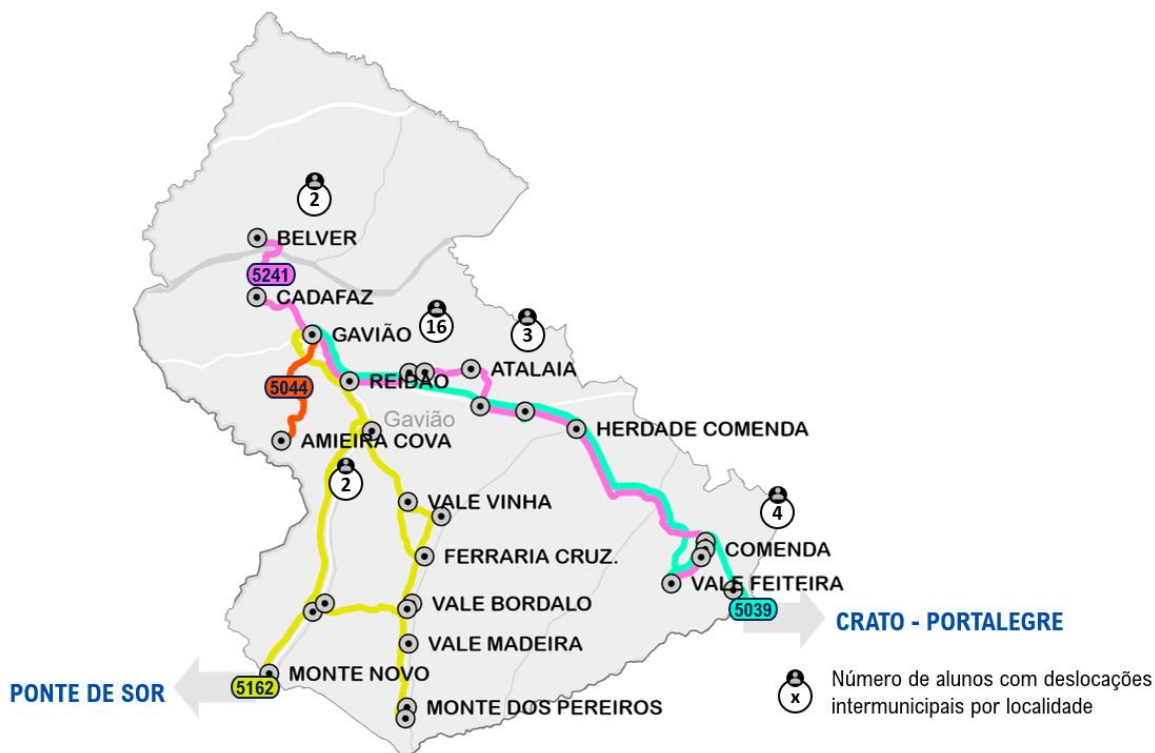 2
BELVER
5241
CADAFAZ
16
GAVIÃO
3
ATALAIA
REIDÃO
5044
Gavião
HERDADE COMENDA
AMIEIRA COVA
2
VALE VINHA
4
COMENDA
FERRARIA CRUZ.
VALE FEITEIRA
VALE BORDALO
5039
CRATO - PORTALEGRE
VALE MADEIRA
MONTE NOVO
PONTE DE SOR
5162
MONTE DOS PEREIROS
x
Número de alunos com deslocações
intermunicipais por localidade